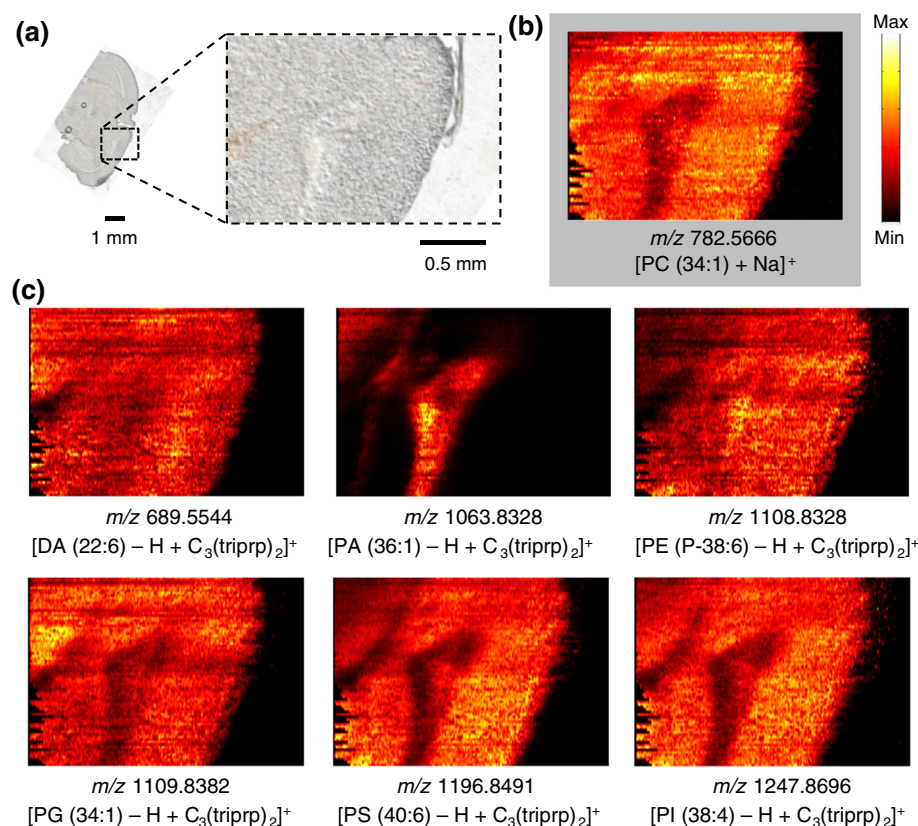 (a)
1 mm
0.5 mm
(b)
Max
Min
m/z 782.5666
[PC (34:1) + Na]⁺
(c)
m/z 689.5544
[DA (22:6) – H + C₃(triprp)₂]⁺
m/z 1063.8328
[PA (36:1) – H + C₃(triprp)₂]⁺
m/z 1108.8328
[PE (P-38:6) – H + C₃(triprp)₂]⁺
m/z 1109.8382
[PG (34:1) – H + C₃(triprp)₂]⁺
m/z 1196.8491
[PS (40:6) – H + C₃(triprp)₂]⁺
m/z 1247.8696
[PI (38:4) – H + C₃(triprp)₂]⁺